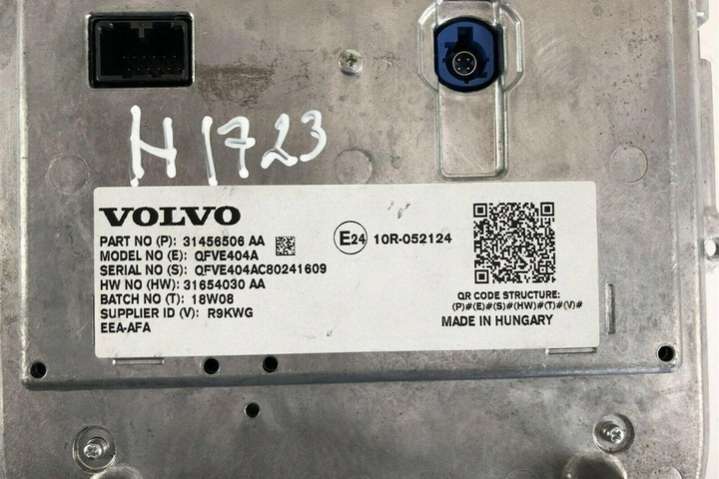 H1723
VOLVO
PART NO (P): 31456506 AA
MODEL NO (E): QFVE404A
SERIAL NO (S): QFVE404AC80241609
HW NO (HW): 31654030 AA
BATCH NO (T): 18W08
SUPPLIER ID (V): R9KWG
EEA-AFA
E24 10R-052124
QR CODE STRUCTURE:
(P)#(E)#(S)#(HW)#(T)#(V)#
MADE IN HUNGARY